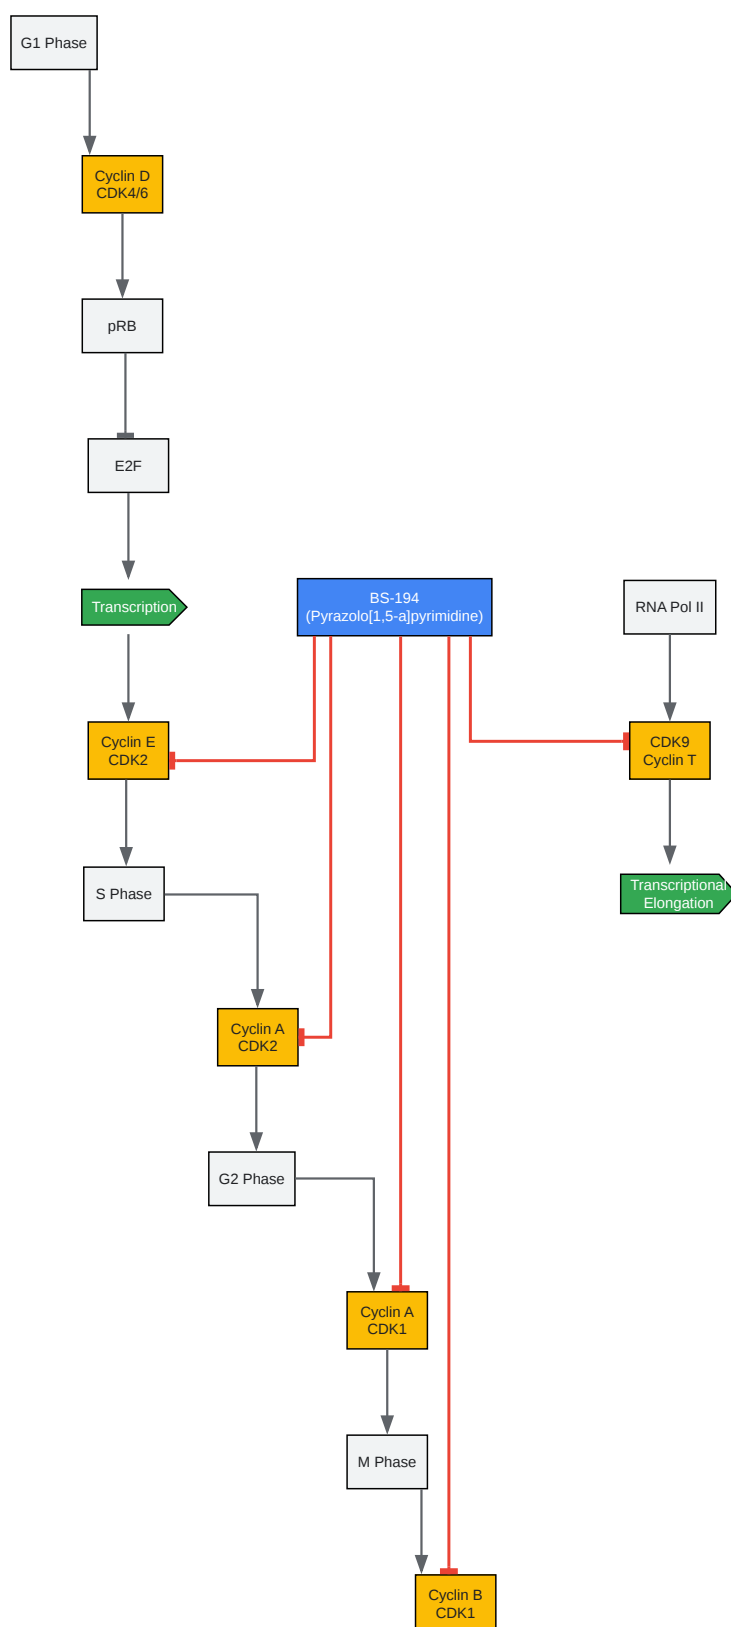 G1 Phase
Cyclin D
CDK4/6
pRB
E2F
Transcription
BS-194
(Pyrazolo[1,5-a]pyrimidine)
RNA Pol II
Cyclin E
CDK2
CDK9
Cyclin T
S Phase
Transcriptional
Elongation
Cyclin A
CDK2
G2 Phase
Cyclin A
CDK1
M Phase
Cyclin B
CDK1